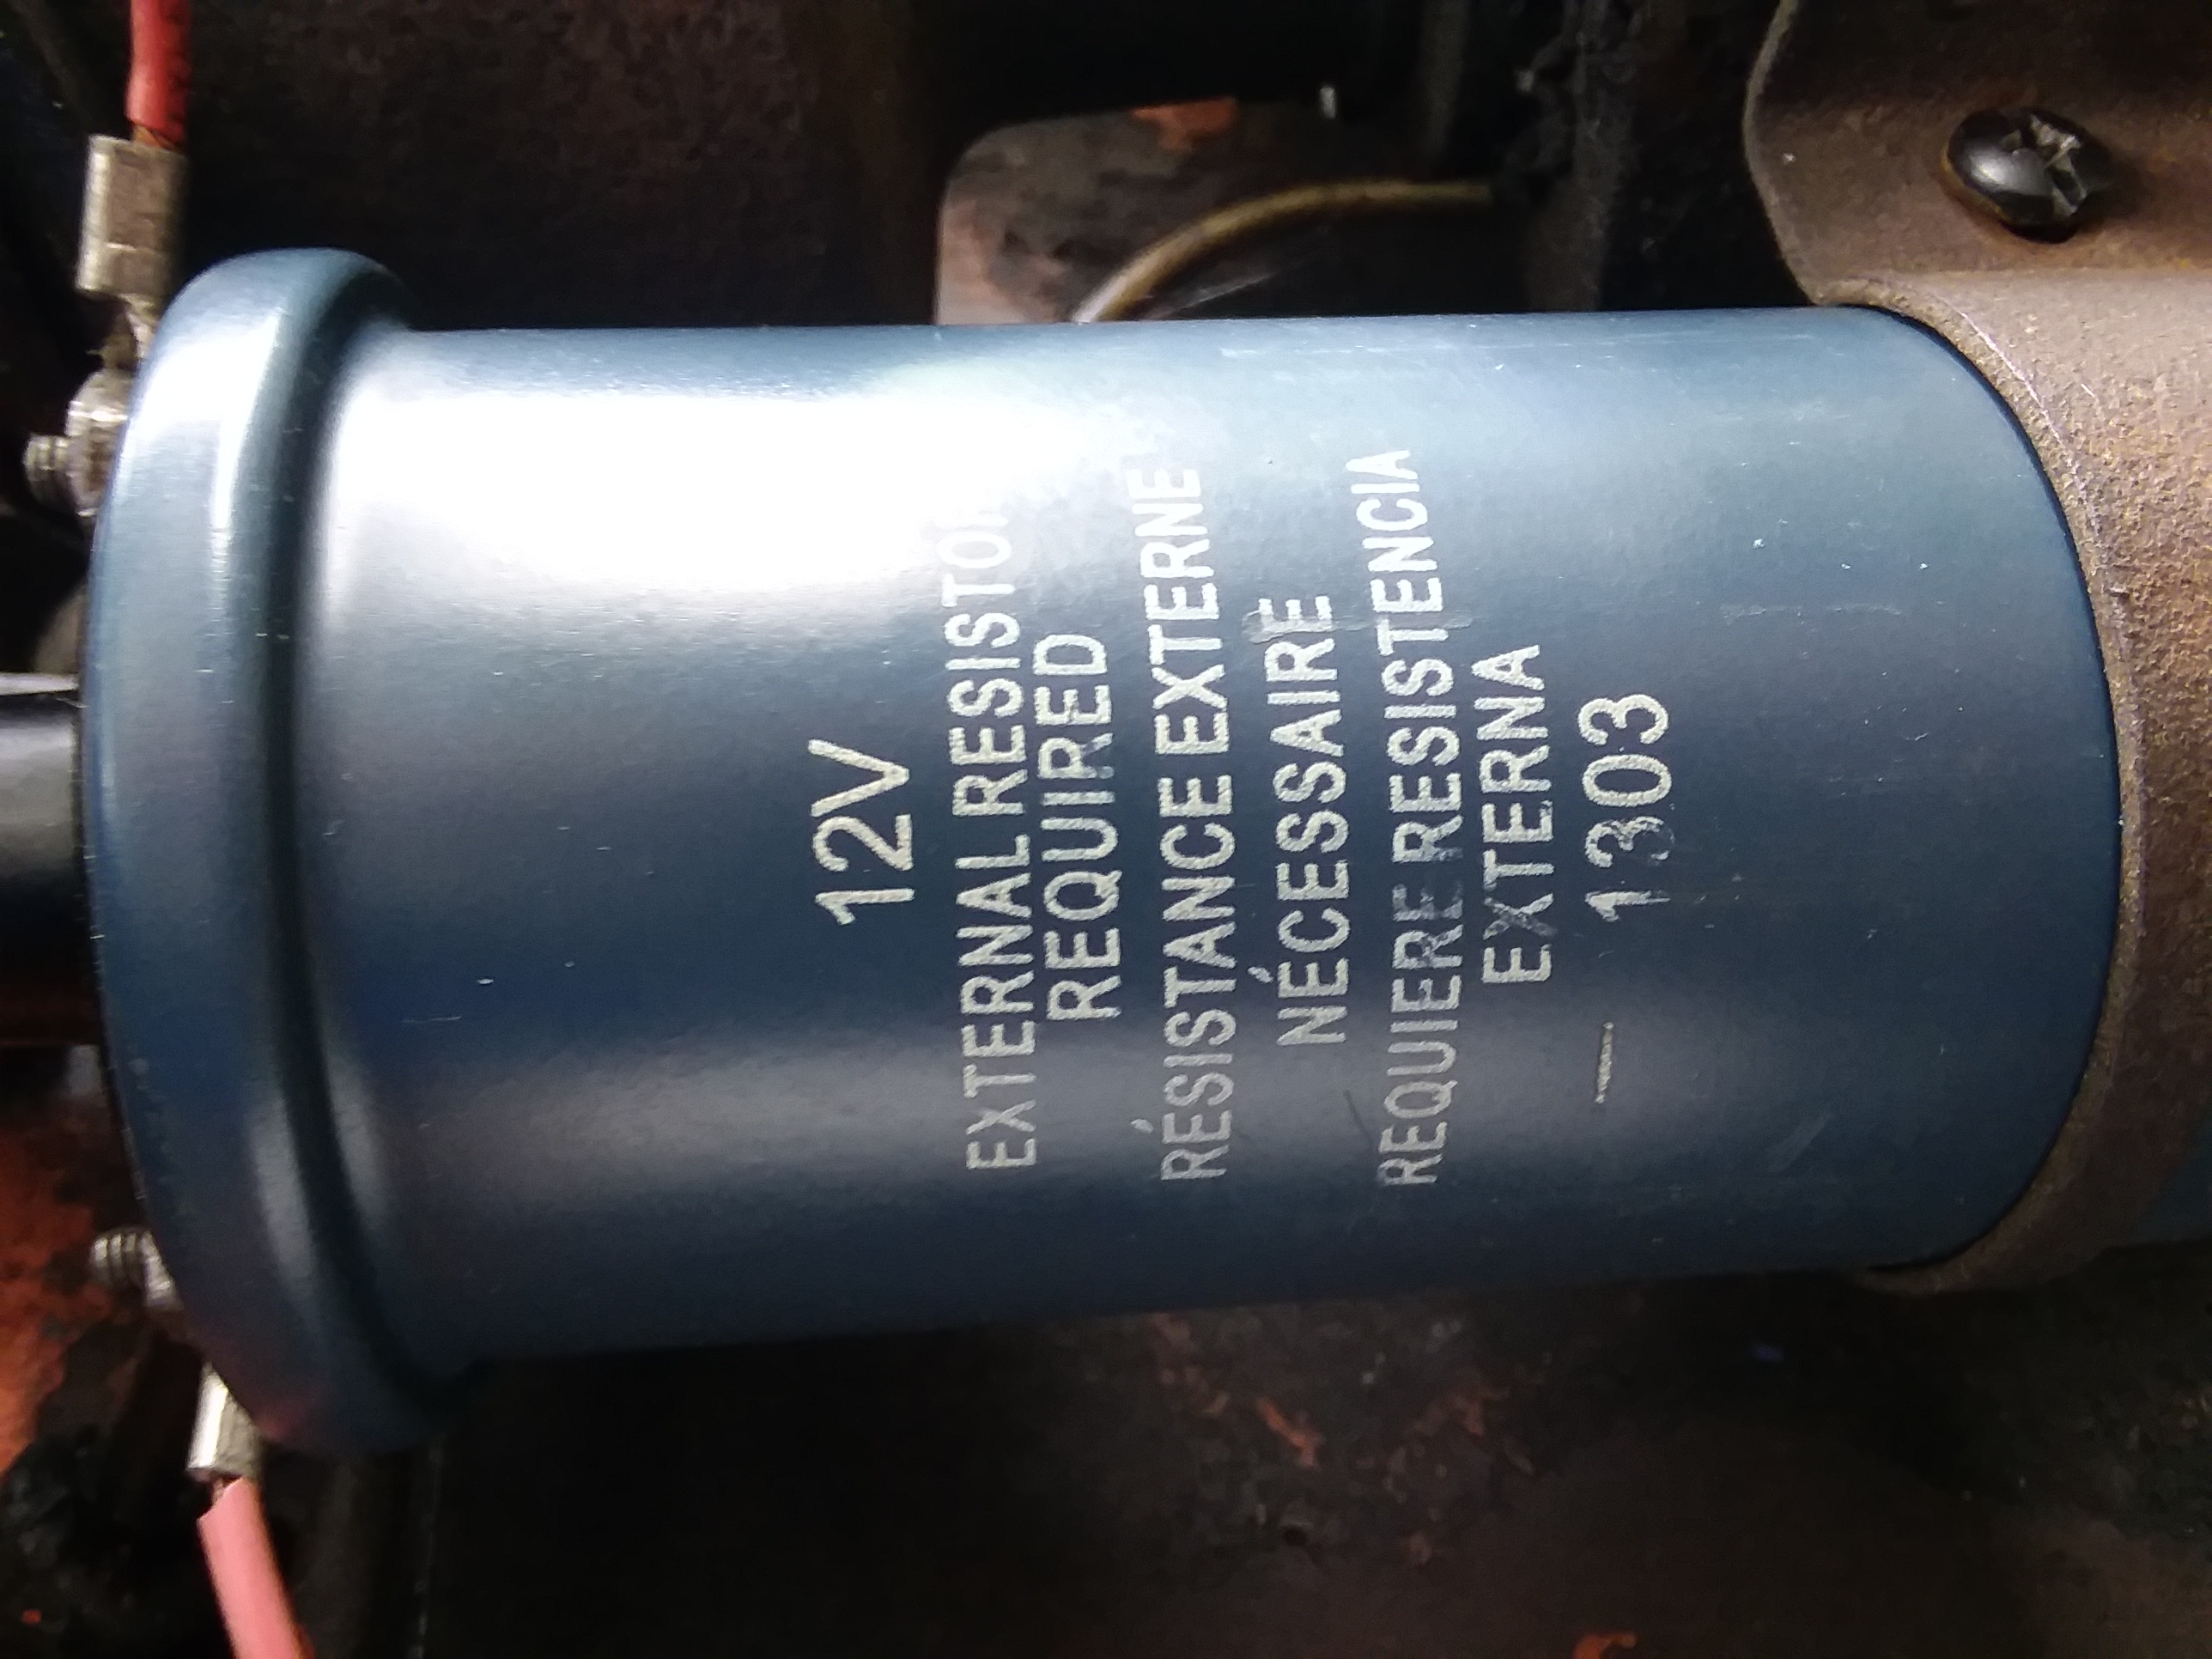 12V
EXTERNAL RESISTOR
REQUIRED
RÉSISTANCE EXTERNE
NÉCESSAIRE
REQUIERE RESISTENCIA
EXTERNA
1303